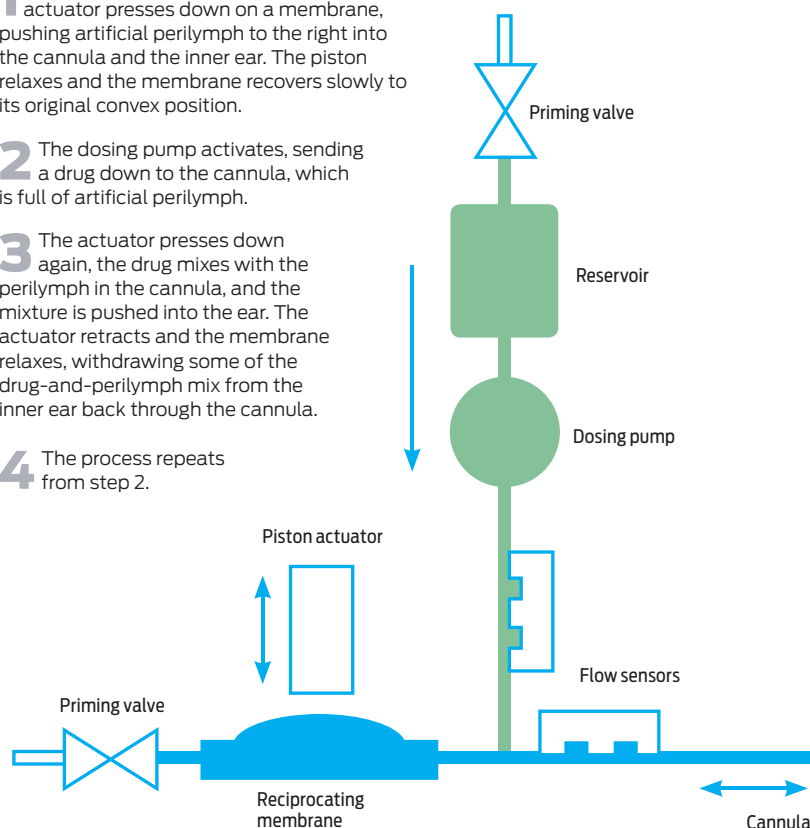 1 actuator presses down on a membrane,
pushing artificial perilymph to the right into
the cannula and the inner ear. The piston
relaxes and the membrane recovers slowly to
its original convex position.
2 The dosing pump activates, sending
a drug down to the cannula, which
is full of artificial perilymph.
3 The actuator presses down
again, the drug mixes with the
perilymph in the cannula, and the
mixture is pushed into the ear. The
actuator retracts and the membrane
relaxes, withdrawing some of the
drug-and-perilymph mix from the
inner ear back through the cannula.
4 The process repeats
from step 2.
Priming valve
Reservoir
Dosing pump
Piston actuator
Flow sensors
Priming valve
Reciprocating
membrane
Cannula